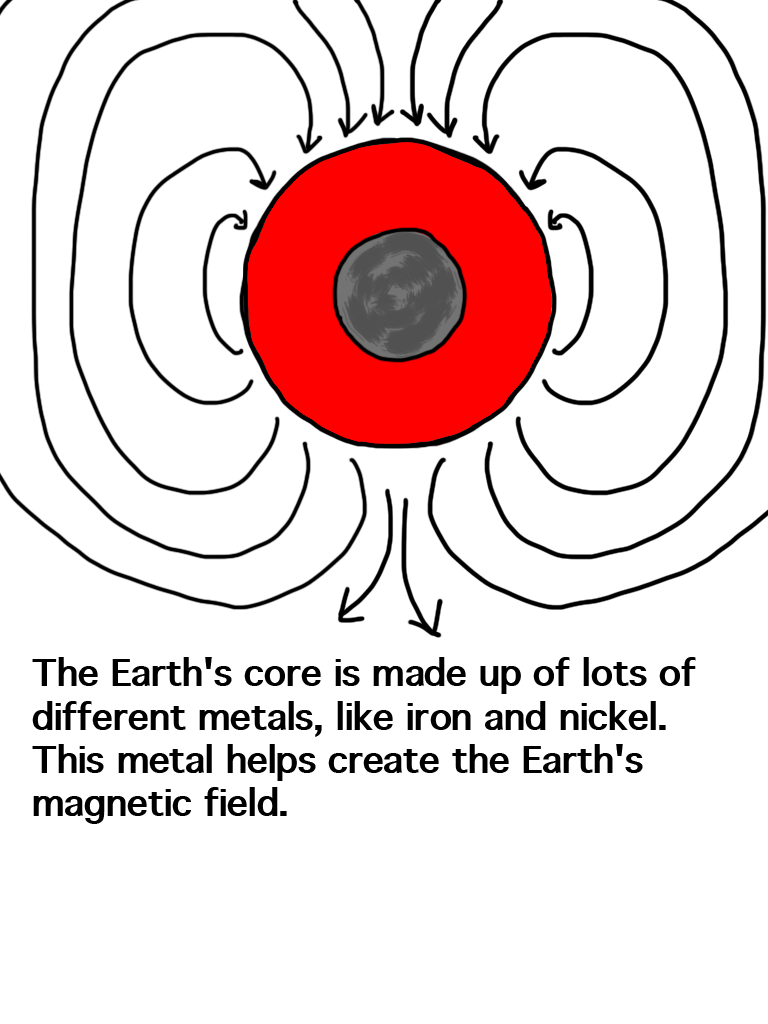 The Earth's core is made up of lots of
different metals, like iron and nickel.
This metal helps create the Earth's
magnetic field.